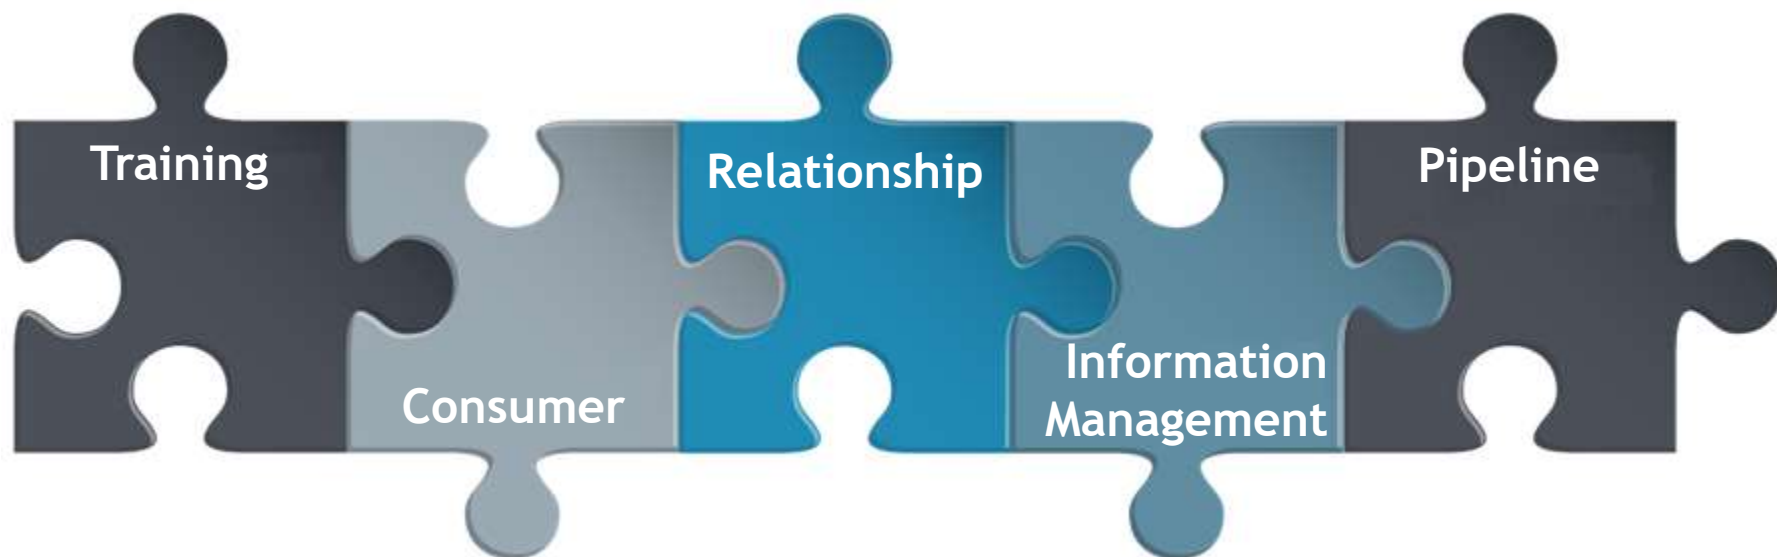 Training
Consumer
Relationship
Information
Management
Pipeline